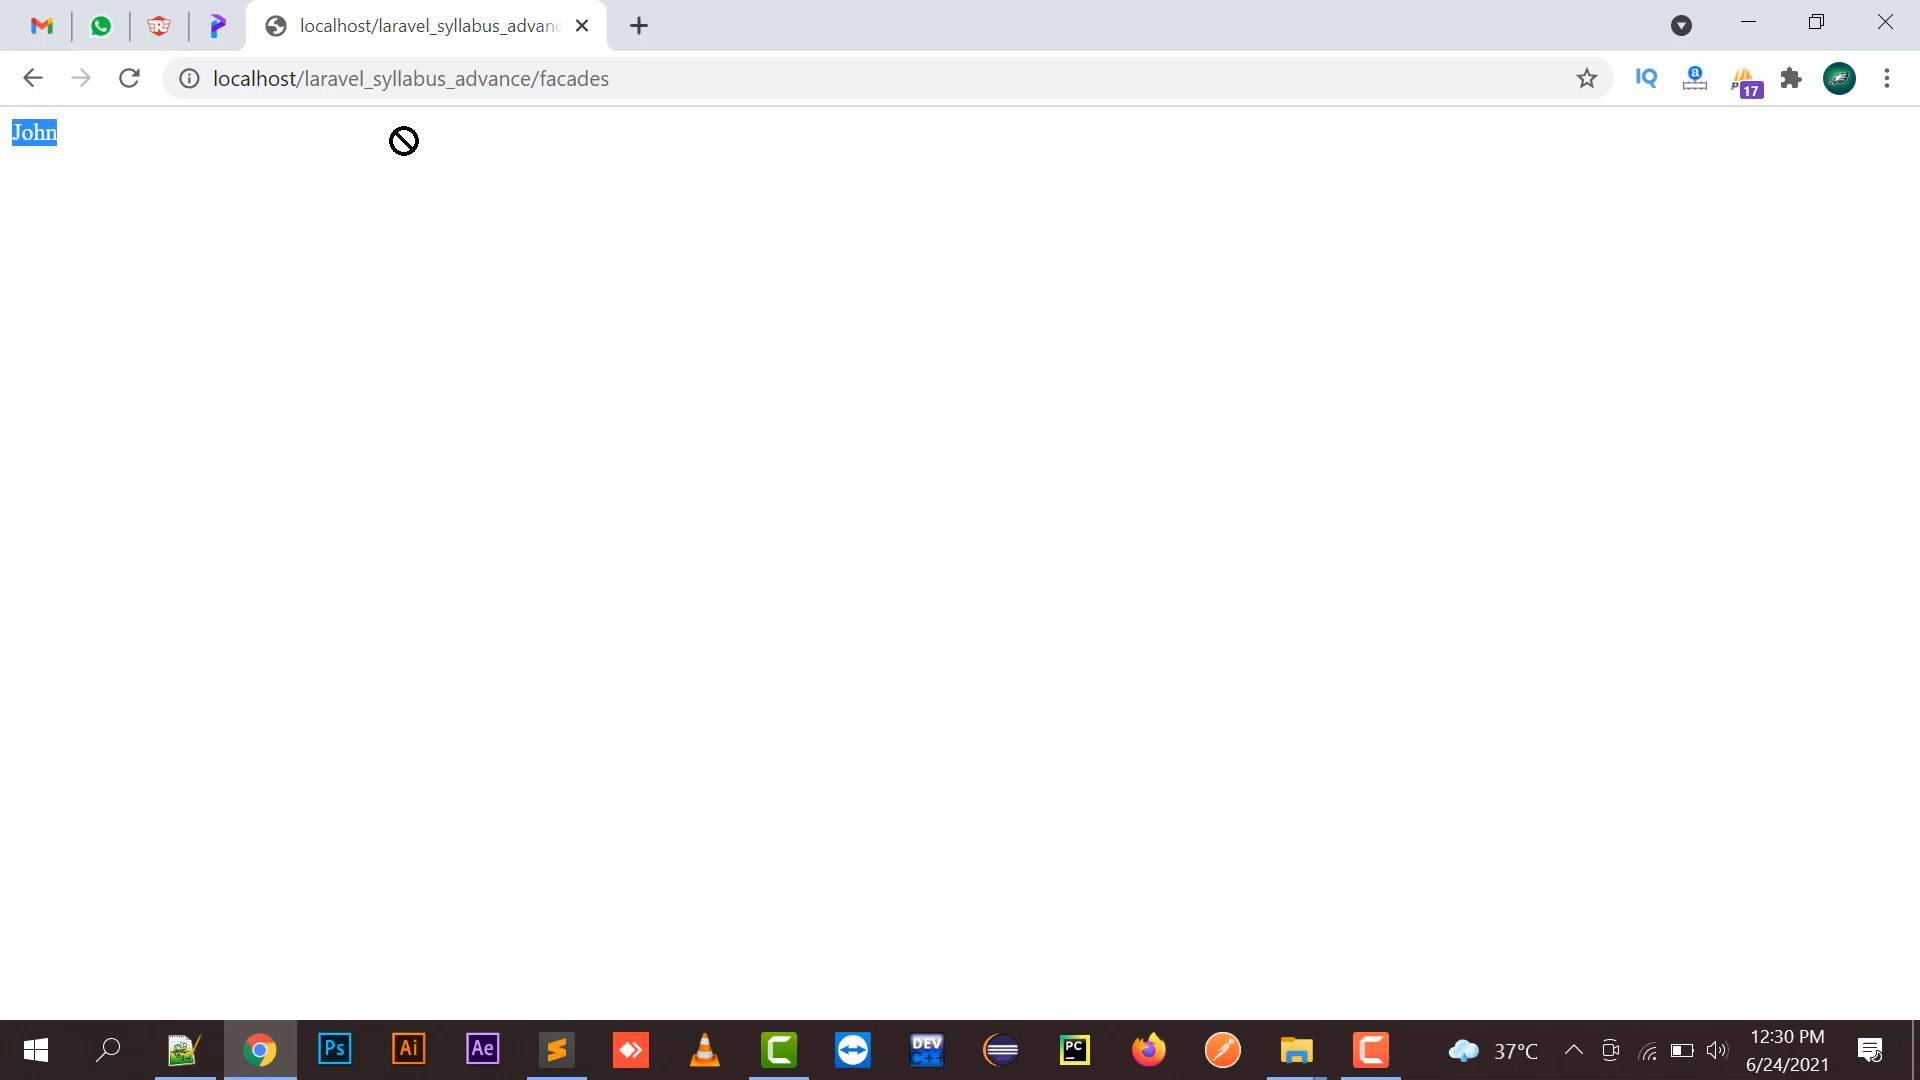 localhost/laravel_syllabus_advanc
localhost/laravel_syllabus_advance/facades
IQ
a
P
17
John
Ps
Ai
Ae
DEV
C++
PC
37°C
12:30 PM
6/24/2021